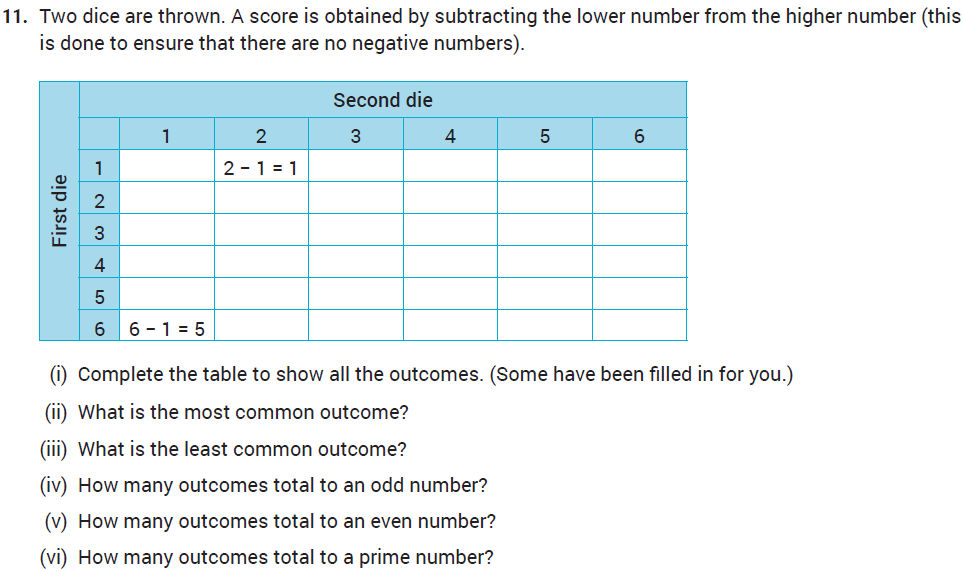 11. Two dice are thrown. A score is obtained by subtracting the lower number from the higher number (this
is done to ensure that there are no negative numbers).
Second die
1 2 3 4 5 6
First die
1 2 – 1 = 1
2
3
4
5
6 6 – 1 = 5
(i) Complete the table to show all the outcomes. (Some have been filled in for you.)
(ii) What is the most common outcome?
(iii) What is the least common outcome?
(iv) How many outcomes total to an odd number?
(v) How many outcomes total to an even number?
(vi) How many outcomes total to a prime number?